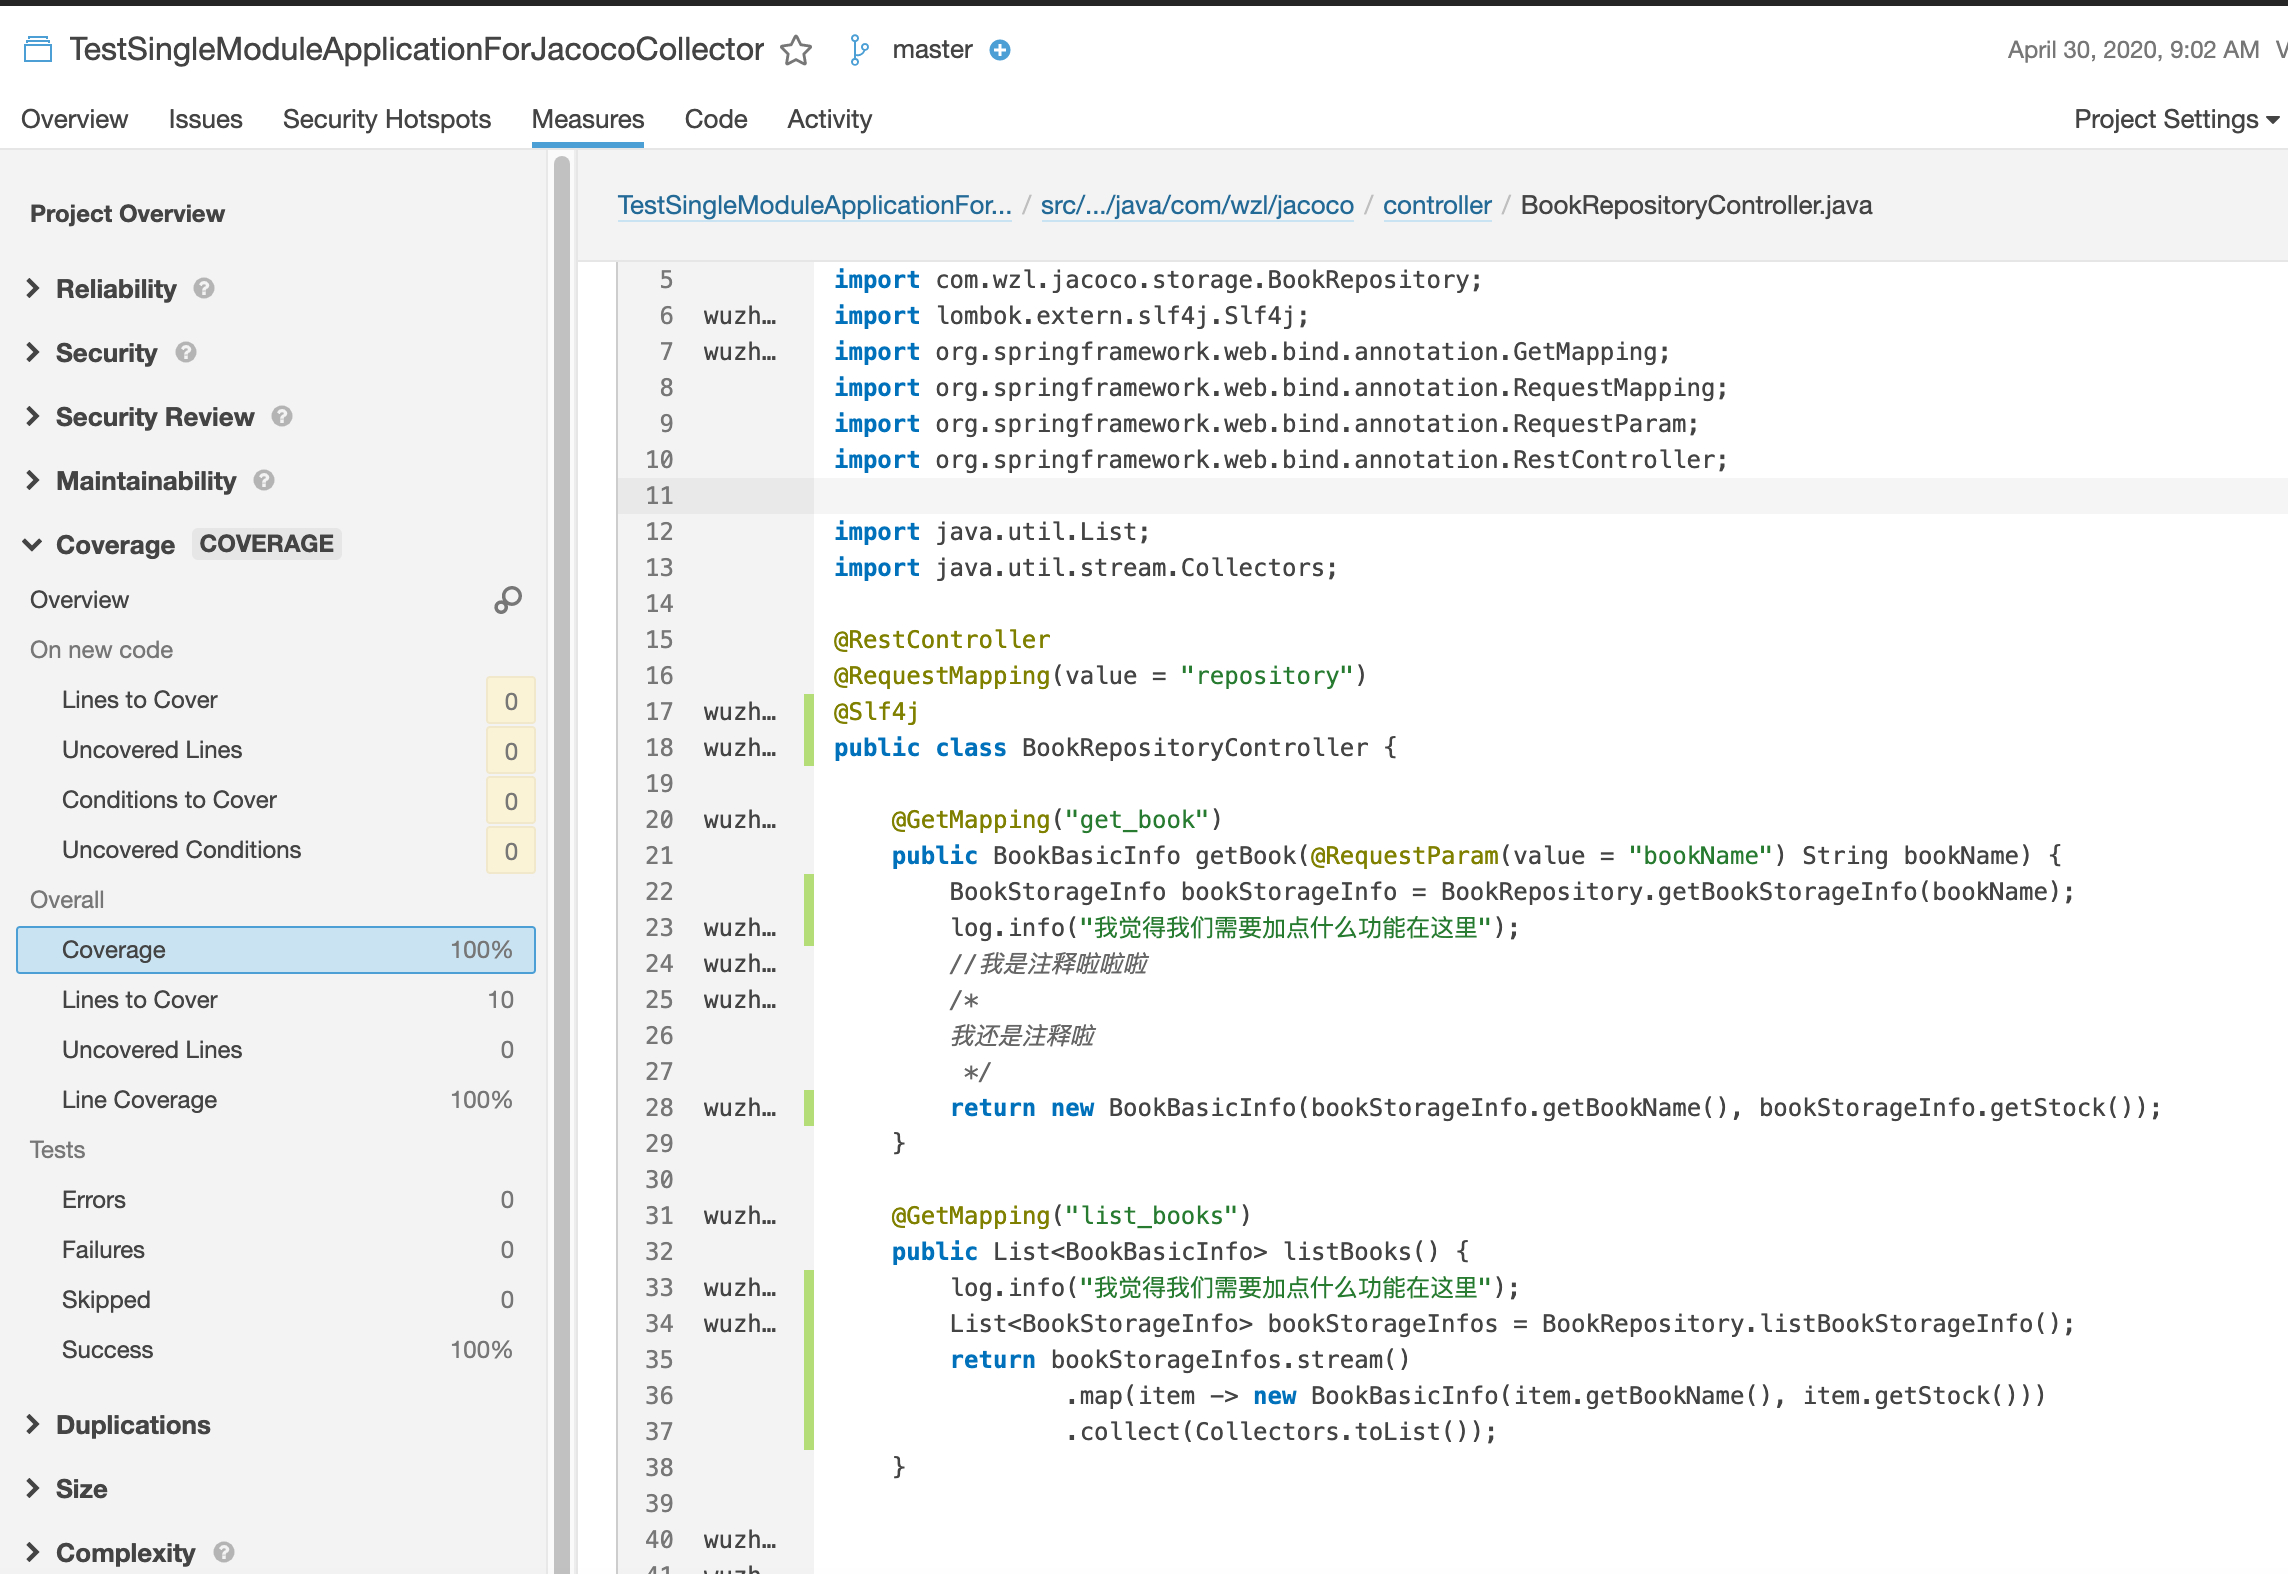 TestSingleModuleApplicationForJacocoCollector master
April 30, 2020, 9:02 AM
Overview Issues Security Hotspots Measures Code Activity Project Settings
Project Overview
Reliability
Security
Security Review
Maintainability
Coverage COVERAGE
Overview
On new code
Lines to Cover 0
Uncovered Lines 0
Conditions to Cover 0
Uncovered Conditions 0
Overall
Coverage 100%
Lines to Cover 10
Uncovered Lines 0
Line Coverage 100%
Tests
Errors 0
Failures 0
Skipped 0
Success 100%
Duplications
Size
Complexity
TestSingleModuleApplicationFor... / src/.../java/com/wzl/jacoco / controller / BookRepositoryController.java
5 import com.wzl.jacoco.storage.BookRepository;
6 wuzh… import lombok.extern.slf4j.Slf4j;
7 wuzh… import org.springframework.web.bind.annotation.GetMapping;
8 import org.springframework.web.bind.annotation.RequestMapping;
9 import org.springframework.web.bind.annotation.RequestParam;
10 import org.springframework.web.bind.annotation.RestController;
11
12 import java.util.List;
13 import java.util.stream.Collectors;
14
15 @RestController
16 @RequestMapping(value = "repository")
17 wuzh… @Slf4j
18 wuzh… public class BookRepositoryController {
19
20 wuzh… @GetMapping("get_book")
21 public BookBasicInfo getBook(@RequestParam(value = "bookName") String bookName) {
22 BookStorageInfo bookStorageInfo = BookRepository.getBookStorageInfo(bookName);
23 wuzh… log.info("我觉得我们需要加点什么功能在这里");
24 wuzh… //我是注释啦啦啦
25 wuzh… /*
26 我还是注释啦
27 */
28 wuzh… return new BookBasicInfo(bookStorageInfo.getBookName(), bookStorageInfo.getStock());
29 }
30
31 wuzh… @GetMapping("list_books")
32 public List<BookBasicInfo> listBooks() {
33 wuzh… log.info("我觉得我们需要加点什么功能在这里");
34 wuzh… List<BookStorageInfo> bookStorageInfos = BookRepository.listBookStorageInfo();
35 return bookStorageInfos.stream()
36 .map(item -> new BookBasicInfo(item.getBookName(), item.getStock()))
37 .collect(Collectors.toList());
38 }
39
40 wuzh…